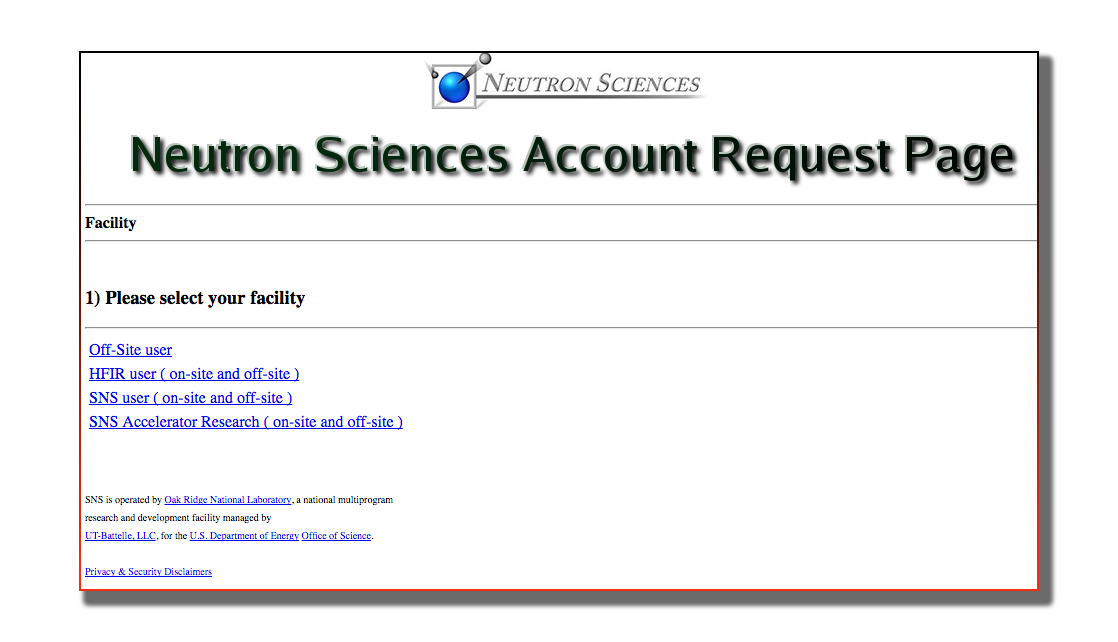 NEUTRON SCIENCES
Neutron Sciences Account Request Page
Facility
1) Please select your facility
Off-Site user
HFIR user ( on-site and off-site )
SNS user ( on-site and off-site )
SNS Accelerator Research ( on-site and off-site )
SNS is operated by Oak Ridge National Laboratory, a national multiprogram
research and development facility managed by
UT-Battelle, LLC, for the U.S. Department of Energy Office of Science.
Privacy & Security Disclaimers